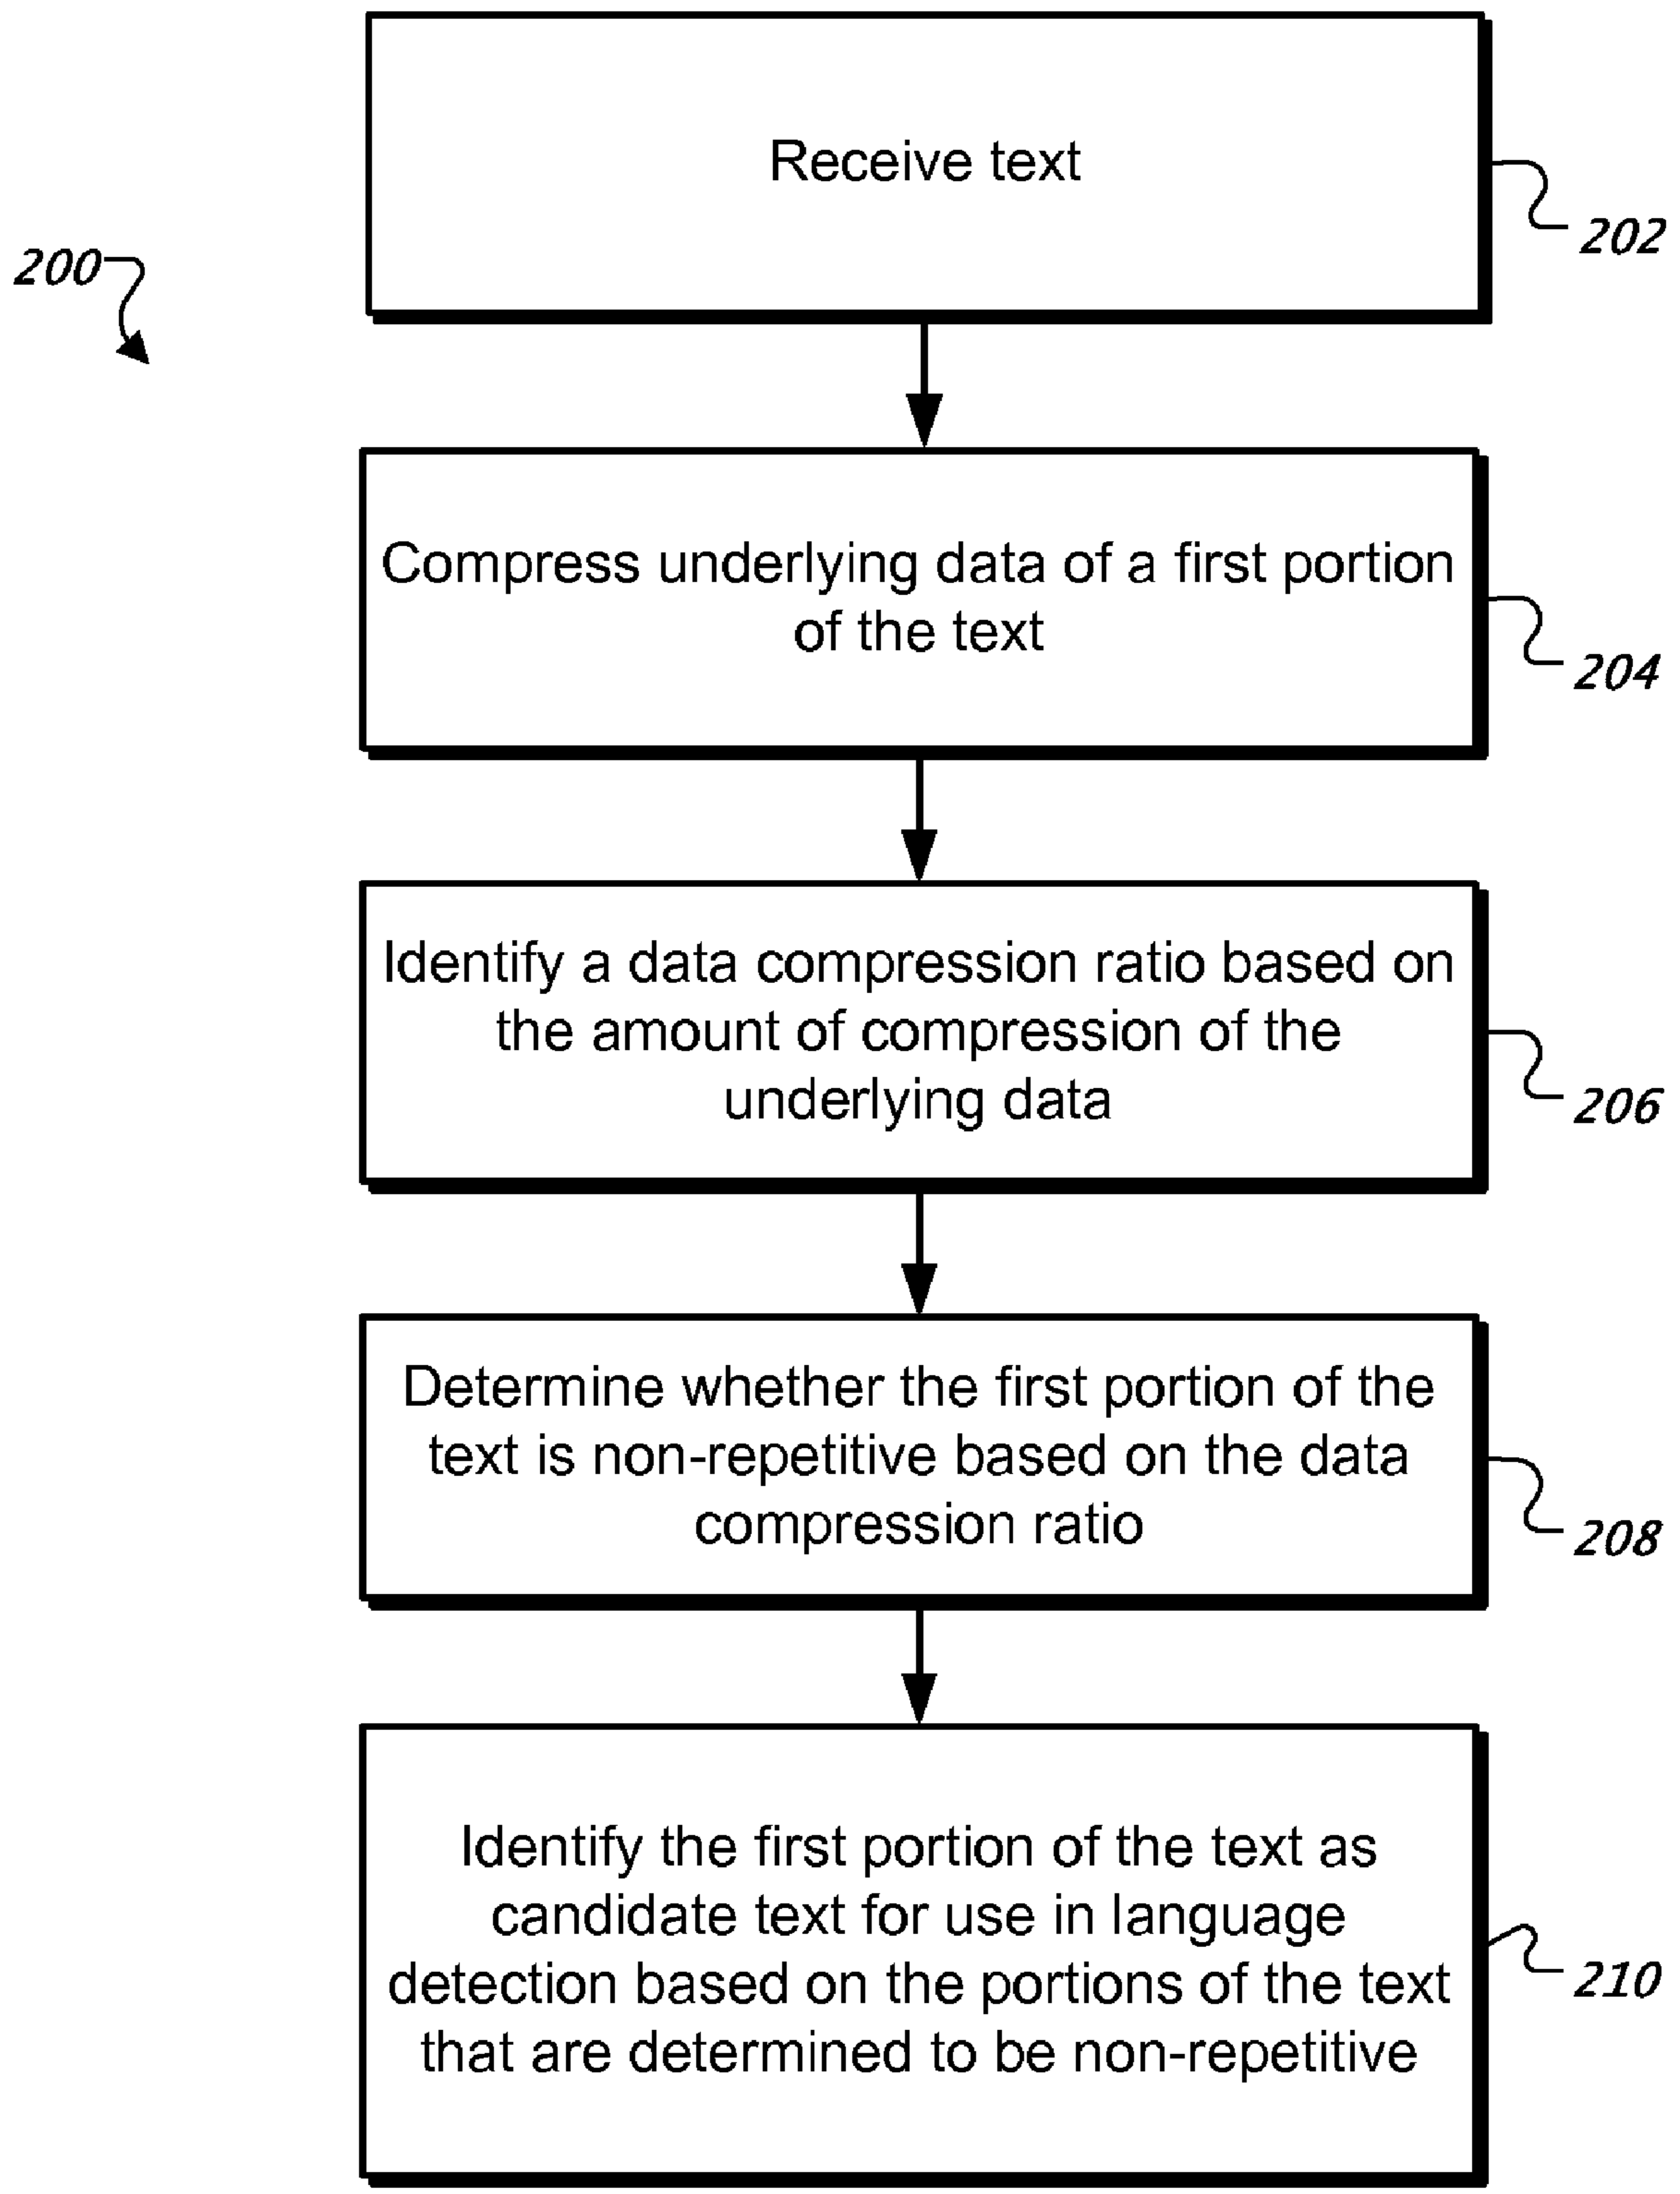 Receive text
202
200
Compress underlying data of a first portion
of the text
204
Identify a data compression ratio based on
the amount of compression of the
underlying data
206
Determine whether the first portion of the
text is non-repetitive based on the data
compression ratio
208
Identify the first portion of the text as
candidate text for use in language
detection based on the portions of the text
that are determined to be non-repetitive
210